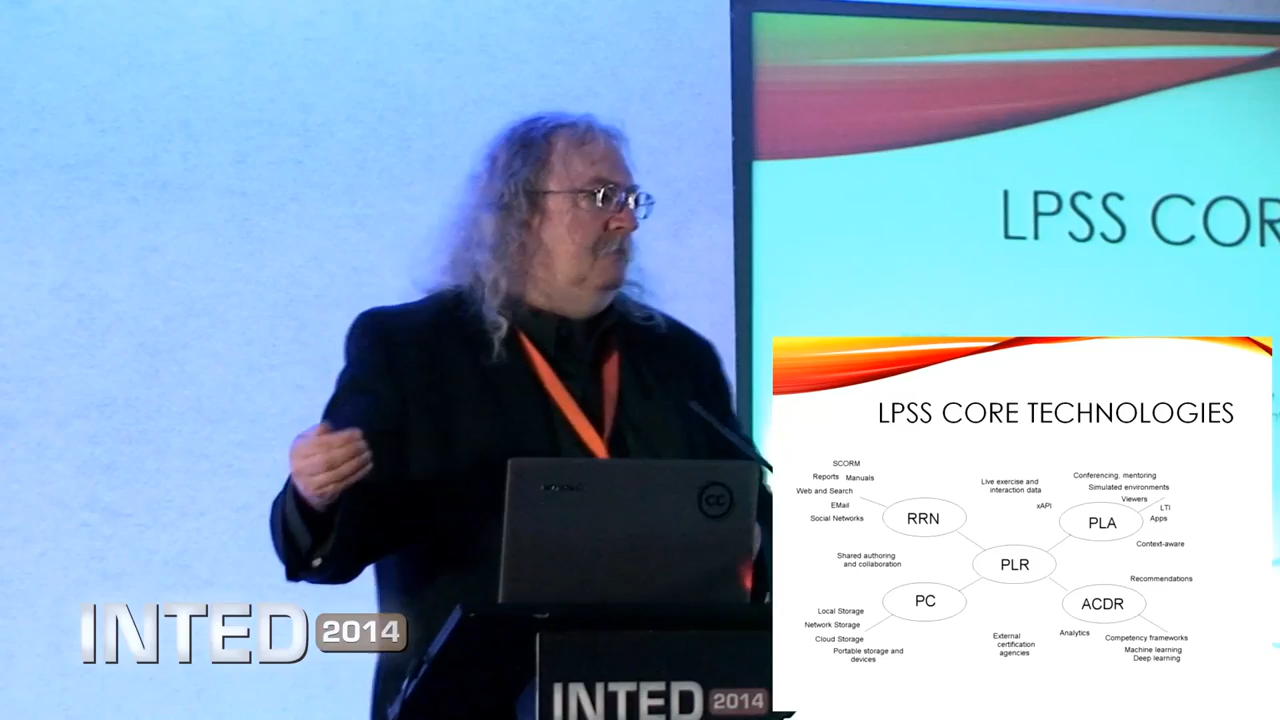 LPSS COR
LPSS CORE TECHNOLOGIES
SCORM
Reports Manuals
Web and Search
EMail
Social Networks
RRN
Live exercise and
interaction data
xAPI
Conferencing, mentoring
Simulated environments
Viewers
LTI
Apps
PLA
Context-aware
Shared authoring
and collaboration
PLR
PC
Local Storage
Network Storage
Cloud Storage
Portable storage and
devices
Recommendations
ACDR
External
certification
agencies
Analytics
Competency frameworks
Machine learning
Deep learning
cc
INTED 2014
INTED 2014